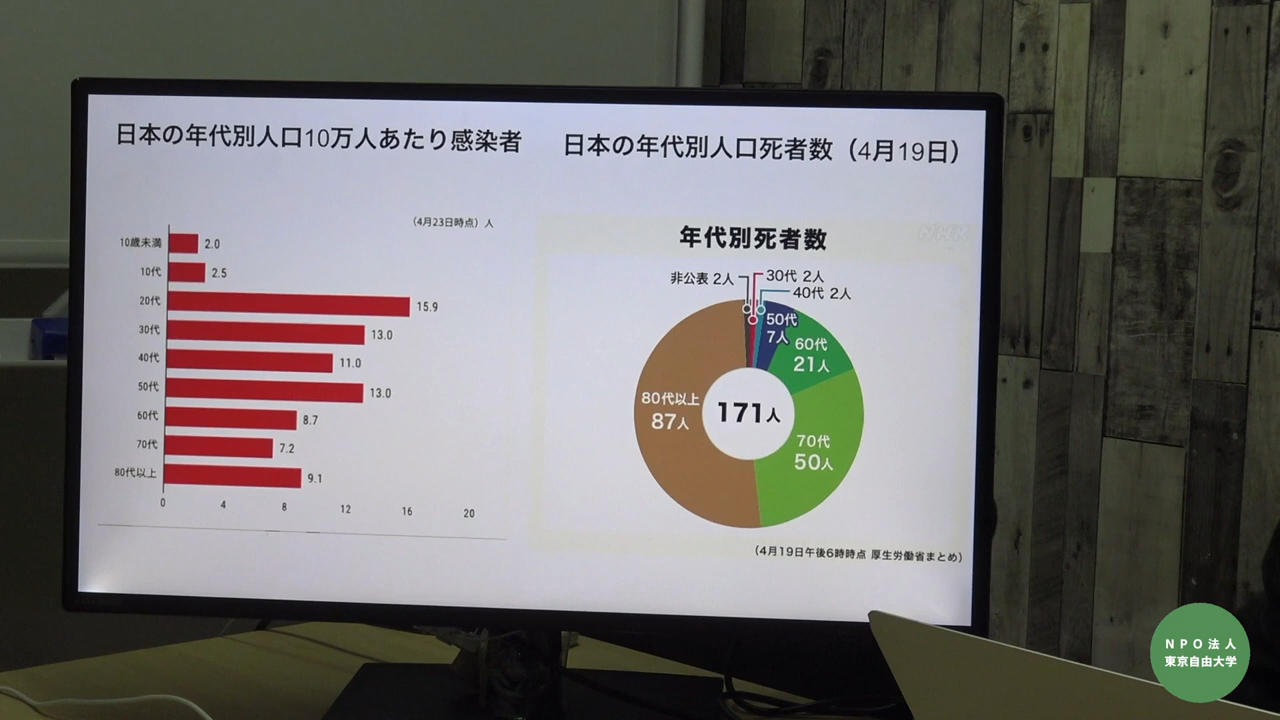 日本の年代別人口10万人あたり感染者
(4月23日時点) 人
10歳未満 2.0
10代 2.5
20代 15.9
30代 13.0
40代 11.0
50代 13.0
60代 8.7
70代 7.2
80代以上 9.1
0 4 8 12 16 20
日本の年代別人口死者数（4月19日）
NHK
年代別死者数
非公表 2人
30代 2人
40代 2人
50代
7人
60代
21人
70代
50人
80代以上
87人
171人
(4月19日午後6時時点 厚生労働省まとめ)
NPO法人
東京自由大学